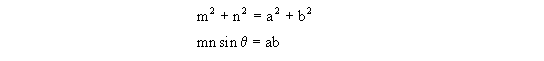 m² + n² = a² + b²
mn sin θ = ab